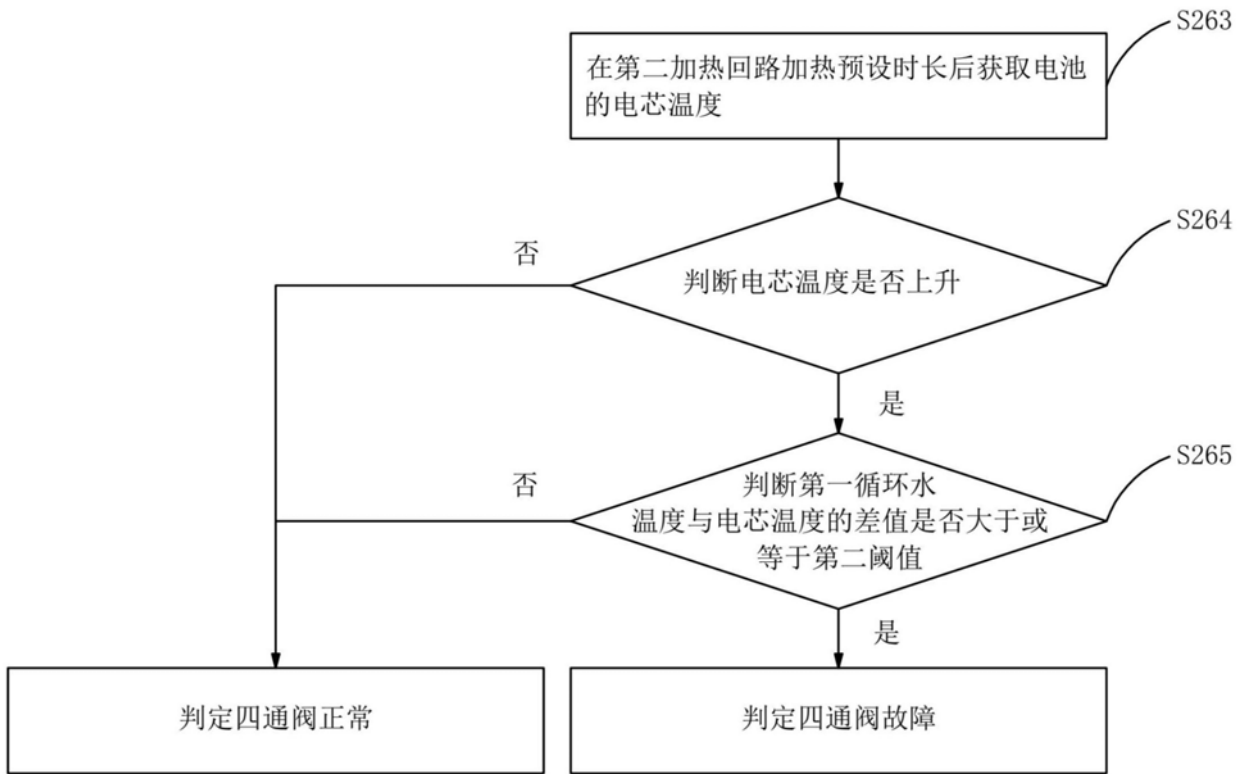 S263
在第二加热回路加热预设时长后获取电池
的电芯温度
S264
否
判断电芯温度是否上升
是
S265
否
判断第一循环水
温度与电芯温度的差值是否大于或
等于第二阈值
是
判定四通阀正常
判定四通阀故障